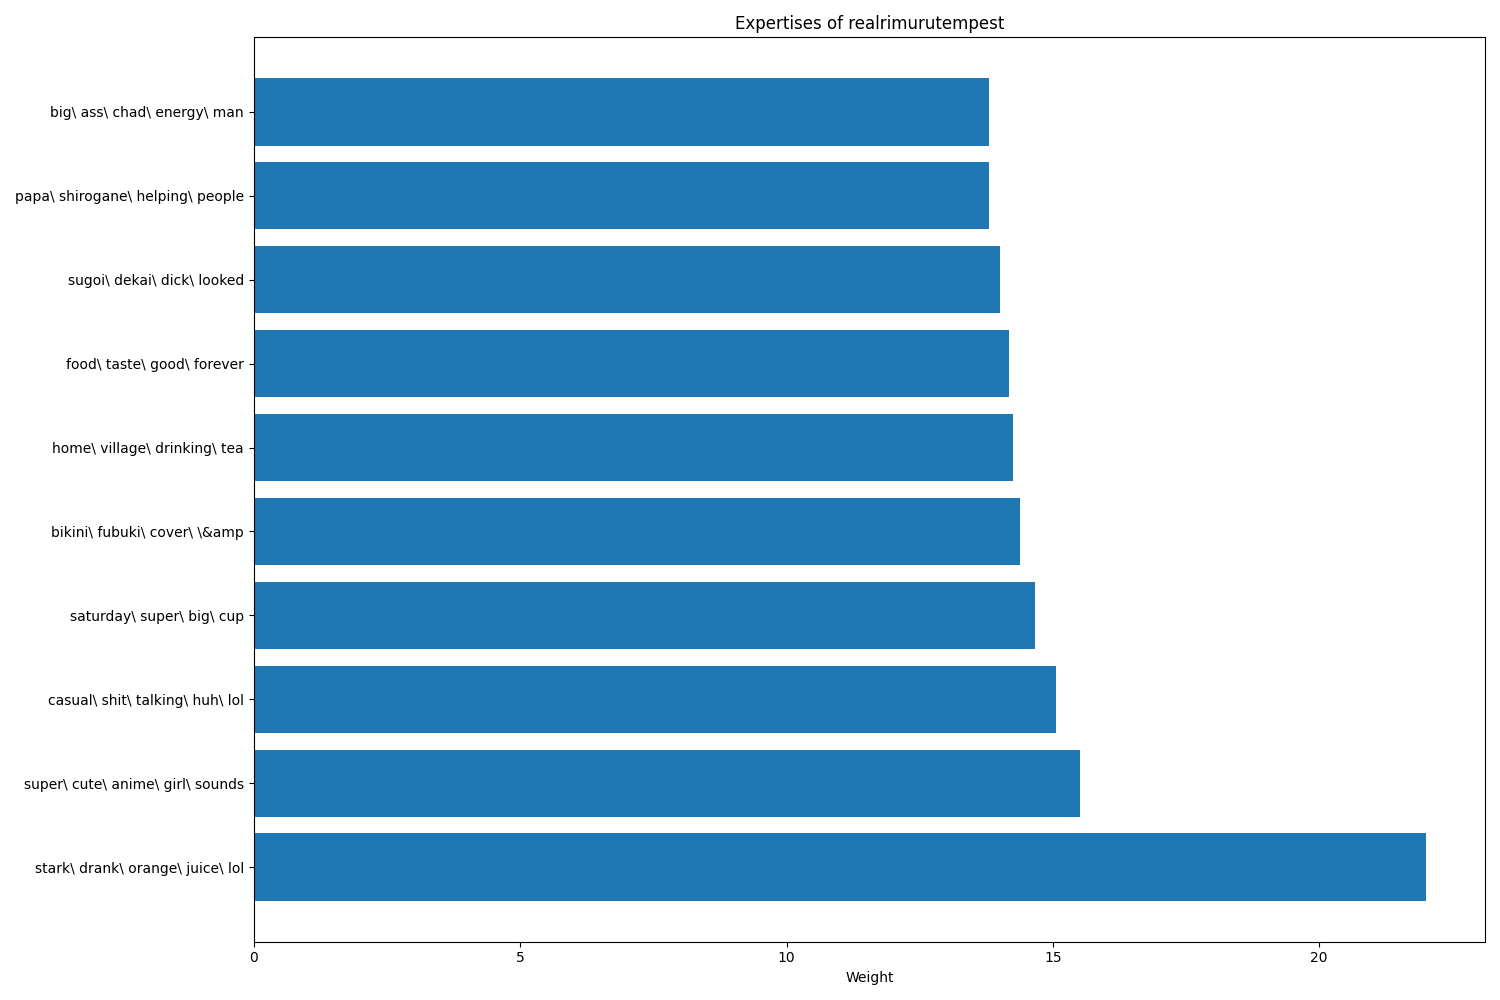 Expertises of realrimurutempest
big\ ass\ chad\ energy\ man
papa\ shirogane\ helping\ people
sugoi\ dekai\ dick\ looked
food\ taste\ good\ forever
home\ village\ drinking\ tea
bikini\ fubuki\ cover\ \&amp
saturday\ super\ big\ cup
casual\ shit\ talking\ huh\ lol
super\ cute\ anime\ girl\ sounds
stark\ drank\ orange\ juice\ lol
0 5 10 15 20
Weight